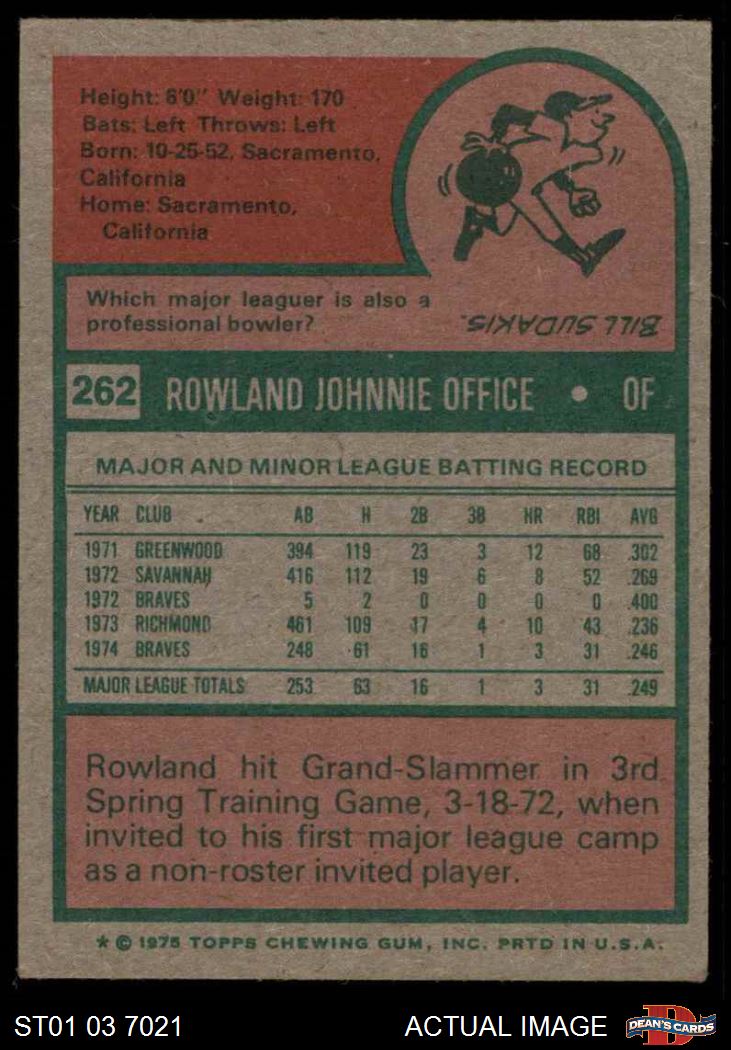 Height: 6'0" Weight: 170
Bats: Left Throws: Left
Born: 10-25-52, Sacramento,
California
Home: Sacramento,
California
Which major leaguer is also a
professional bowler?
BILL SUDAKIS.
262 ROWLAND JOHNNIE OFFICE • OF
MAJOR AND MINOR LEAGUE BATTING RECORD
YEAR CLUB AB H 2B 3B HR RBI AVG
1971 GREENWOOD 394 119 23 3 12 68 .302
1972 SAVANNAH 416 112 19 6 8 52 .269
1972 BRAVES 5 2 0 0 0 0 .400
1973 RICHMOND 461 109 17 4 10 43 .236
1974 BRAVES 248 61 16 1 3 31 .246
MAJOR LEAGUE TOTALS 253 63 16 1 3 31 .249
Rowland hit Grand-Slammer in 3rd
Spring Training Game, 3-18-72, when
invited to his first major league camp
as a non-roster invited player.
* © 1975 TOPPS CHEWING GUM, INC. PRTD IN U.S.A.
ST01 03 7021 ACTUAL IMAGE D DEAN'S CARDS